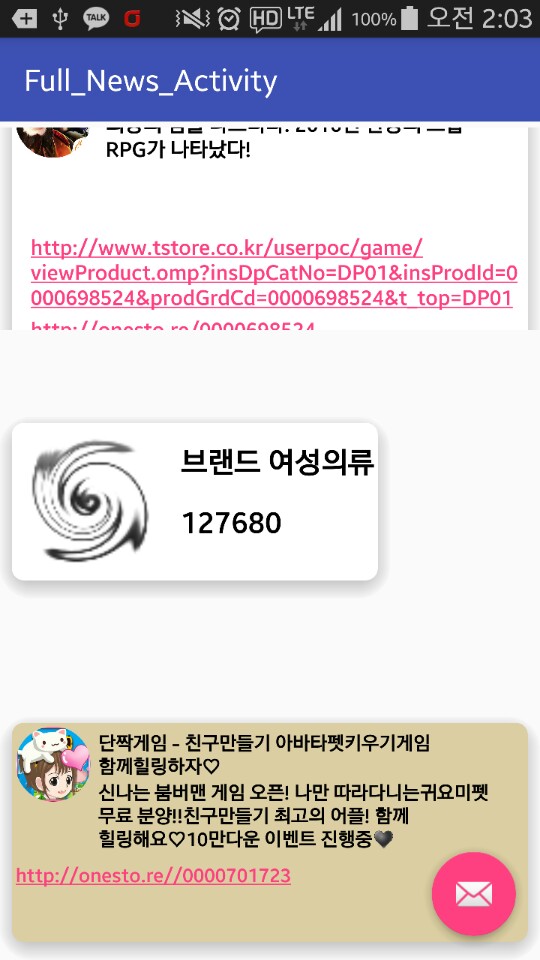 TALK
HD
LTE
100%
오전 2:03
Full_News_Activity
RPG가 나타났다!
http://www.tstore.co.kr/userpoc/game/
viewProduct.omp?insDpCatNo=DP01&insProdId=0
000698524&prodGrdCd=0000698524&t_top=DP01
http://onesto.re/0000698524
브랜드 여성의류
127680
단짝게임 - 친구만들기 아바타펫키우기게임
함께힐링하자♡
신나는 붐버맨 게임 오픈! 나만 따라다니는귀요미펫
무료 분양!!친구만들기 최고의 어플! 함께
힐링해요♡10만다운 이벤트 진행중🖤
http://onesto.re//0000701723